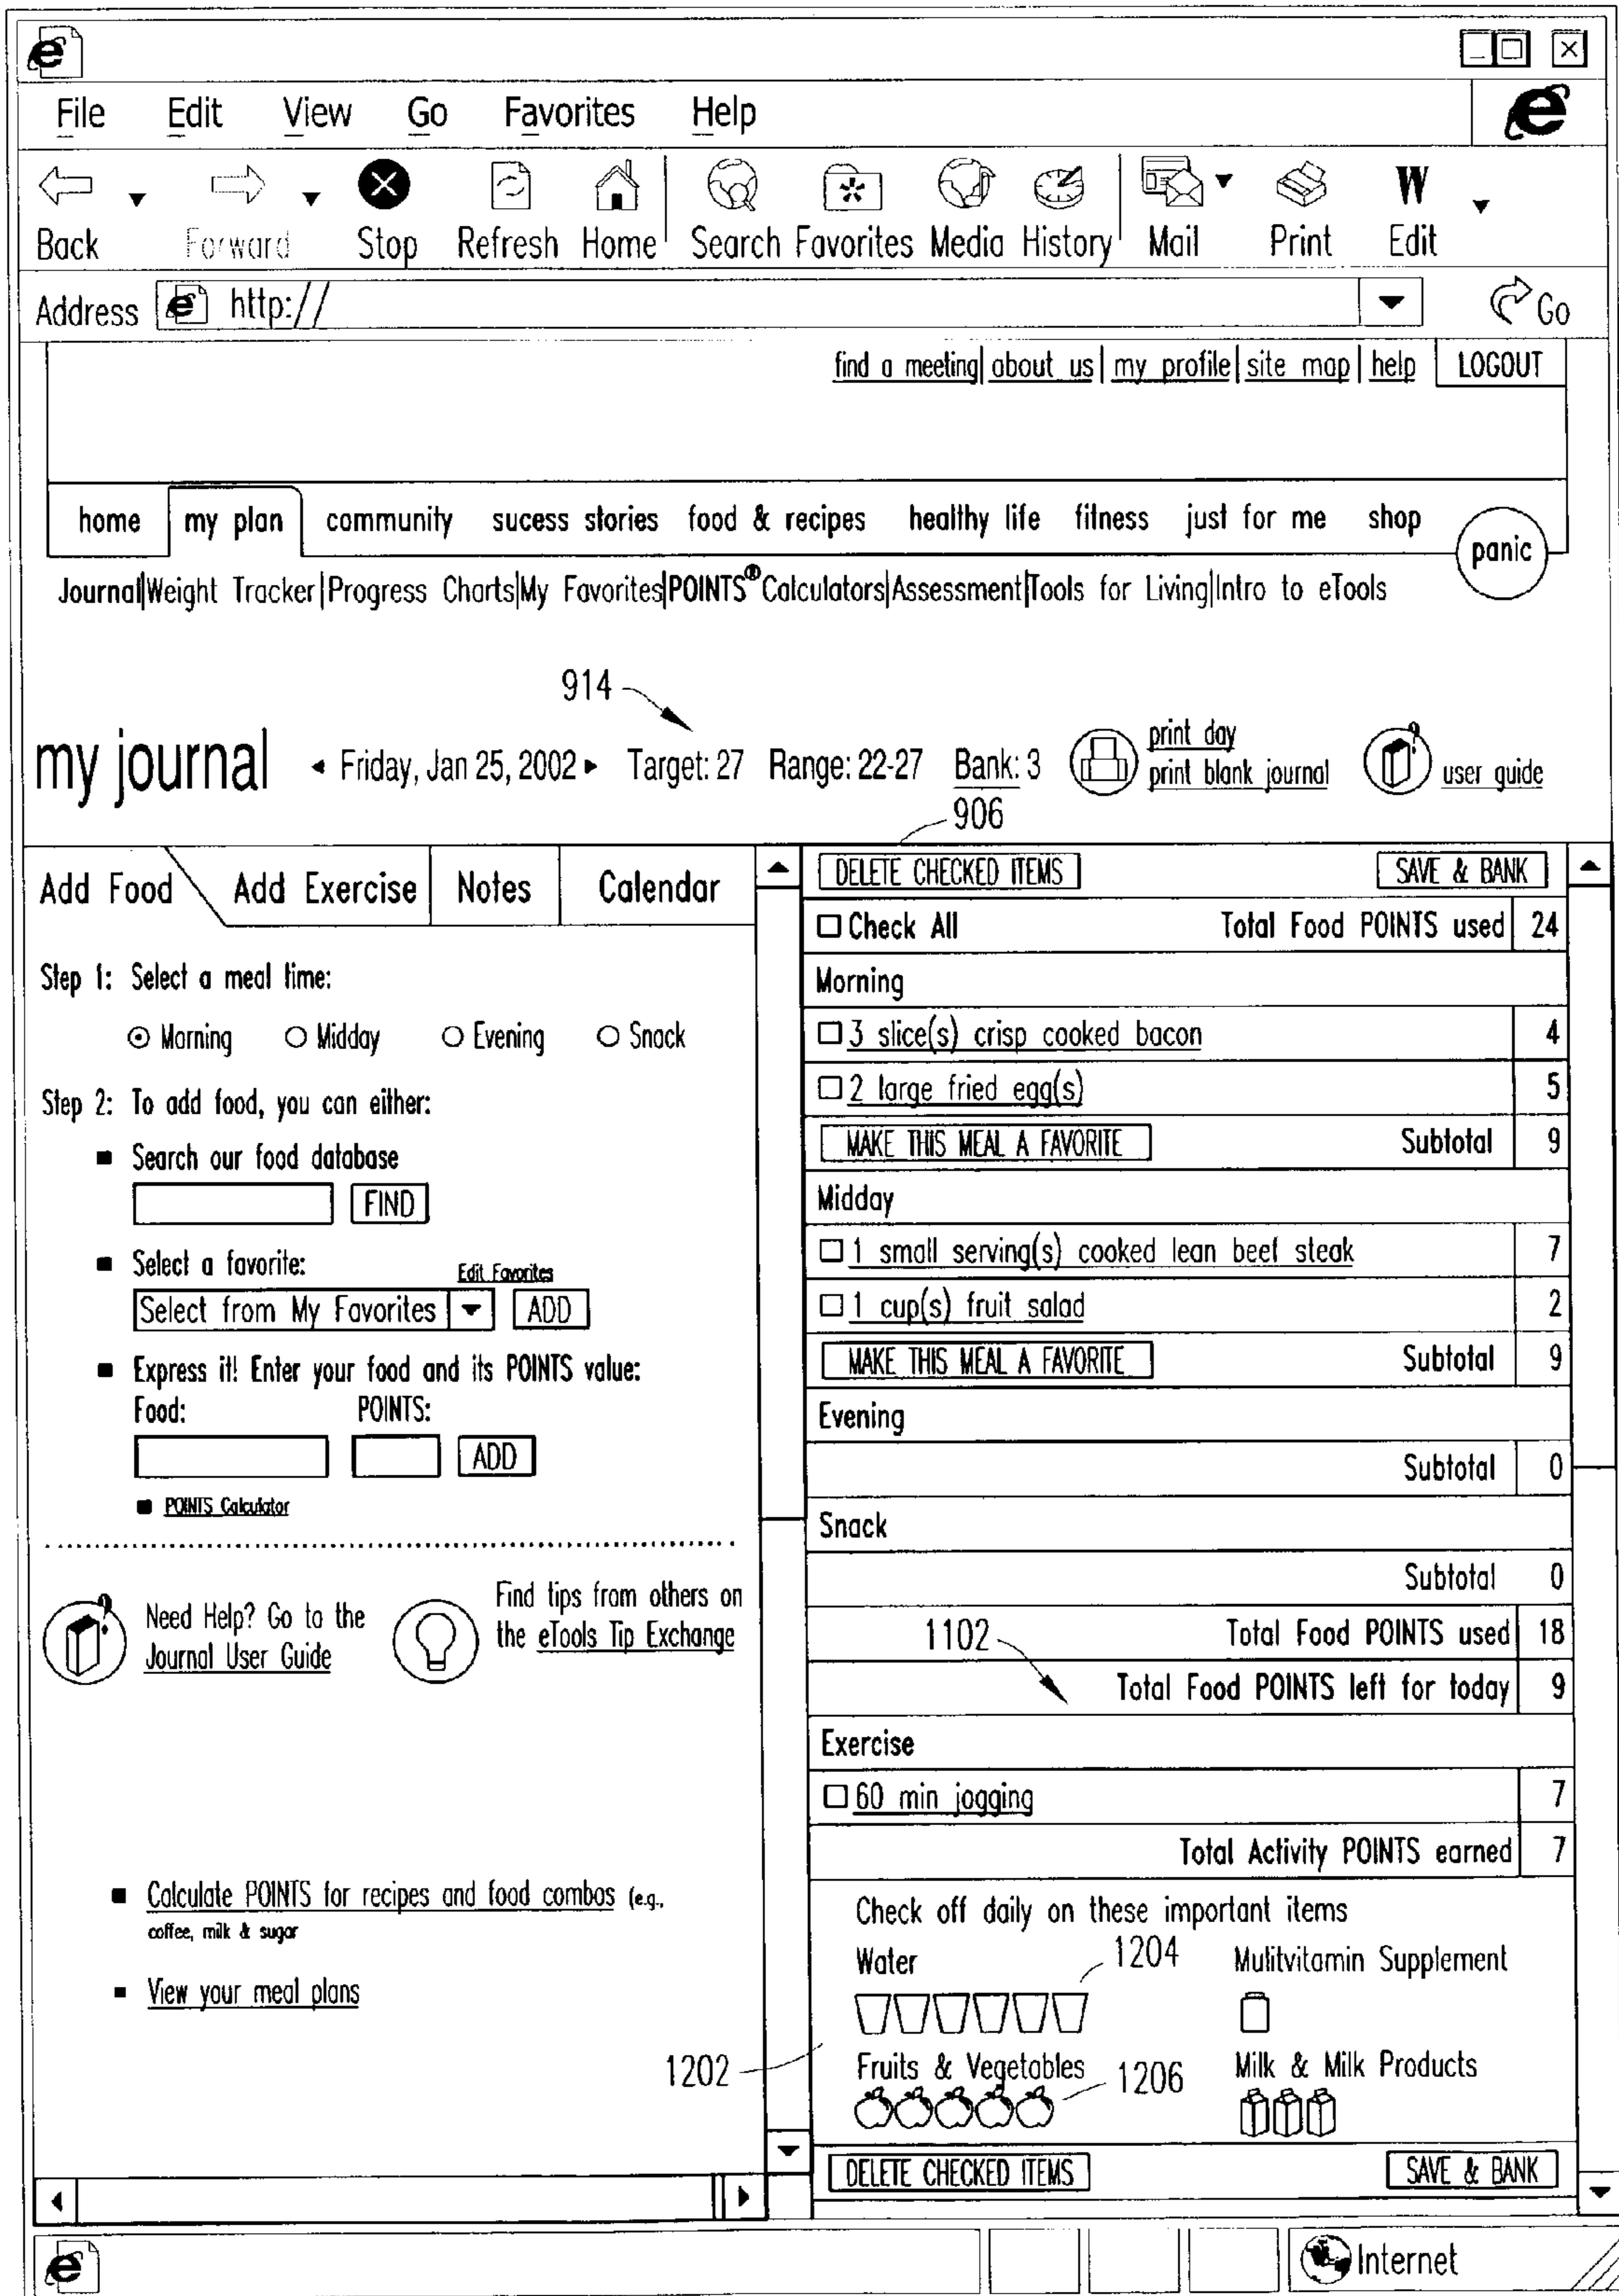 File Edit View Go Favorites Help
Back Forward Stop Refresh Home Search Favorites Media History Mail Print Edit
Address http:// Go
find a meeting| about us| my profile| site map| help LOGOUT
home my plan community sucess stories food & recipes healthy life fitness just for me shop panic
Journal|Weight Tracker|Progress Charts|My Favorites|POINTS® Calculators|Assessment|Tools for Living|Intro to eTools
914
my journal Friday, Jan 25, 2002 Target: 27 Range: 22-27 Bank: 3 print day
print blank journal user guide
906
Add Food Add Exercise Notes Calendar
Step 1: Select a meal time:
Morning Midday Evening Snack
Step 2: To add food, you can either:
Search our food database
FIND
Select a favorite: Edit Favorites
Select from My Favorites ADD
Express it! Enter your food and its POINTS value:
Food: POINTS:
ADD
POINTS Calculator
Need Help? Go to the
Journal User Guide
Find tips from others on
the eTools Tip Exchange
Calculate POINTS for recipes and food combos (e.g.,
coffee, milk & sugar
View your meal plans
DELETE CHECKED ITEMS SAVE & BANK
Check All Total Food POINTS used 24
Morning
3 slice(s) crisp cooked bacon 4
2 large fried egg(s) 5
MAKE THIS MEAL A FAVORITE Subtotal 9
Midday
1 small serving(s) cooked lean beef steak 7
1 cup(s) fruit salad 2
MAKE THIS MEAL A FAVORITE Subtotal 9
Evening
Subtotal 0
Snack
Subtotal 0
1102 Total Food POINTS used 18
Total Food POINTS left for today 9
Exercise
60 min jogging 7
Total Activity POINTS earned 7
Check off daily on these important items
Water 1204 Mulitvitamin Supplement
1202 Fruits & Vegetables 1206 Milk & Milk Products
DELETE CHECKED ITEMS SAVE & BANK
Internet